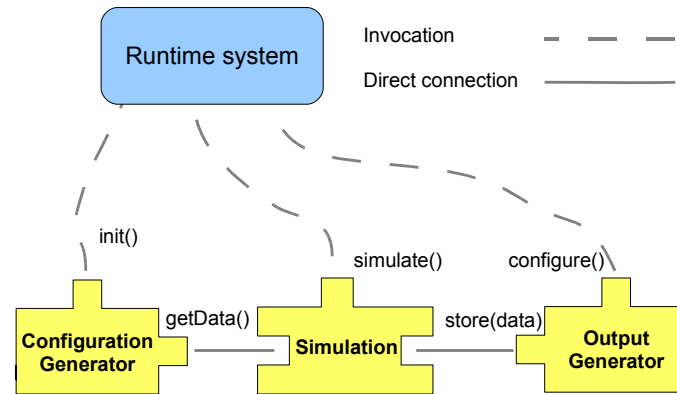 Runtime system
Invocation
Direct connection
init()
simulate()
configure()
getData()
store(data)
Configuration
Generator
Simulation
Output
Generator